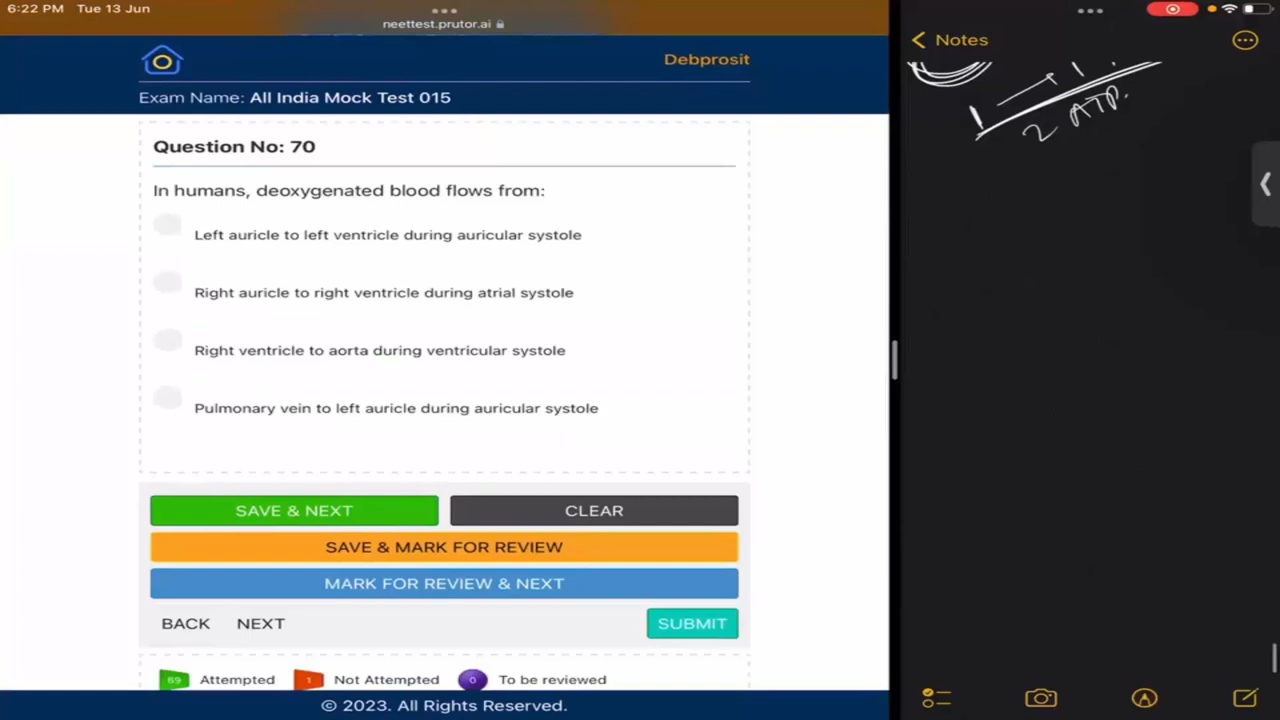 6:22 PM Tue 13 Jun
neettest.prutor.ai
Notes
Debprosit
Exam Name: All India Mock Test 015
2 ATP.
Question No: 70
In humans, deoxygenated blood flows from:
Left auricle to left ventricle during auricular systole
Right auricle to right ventricle during atrial systole
Right ventricle to aorta during ventricular systole
Pulmonary vein to left auricle during auricular systole
SAVE & NEXT CLEAR
SAVE & MARK FOR REVIEW
MARK FOR REVIEW & NEXT
BACK NEXT SUBMIT
69 Attempted 1 Not Attempted 0 To be reviewed
© 2023. All Rights Reserved.